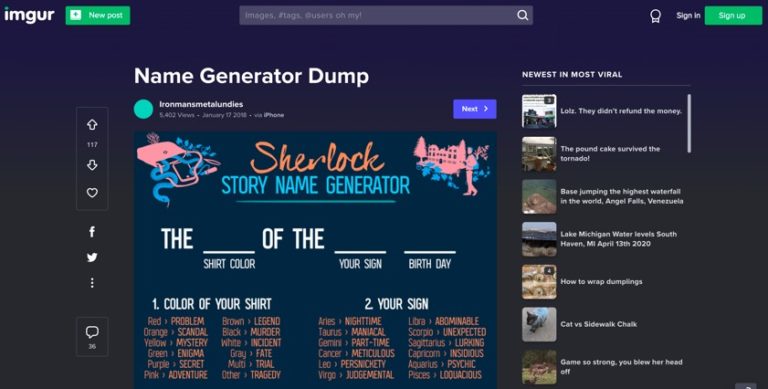 imgur
New post
Images, #tags, @users oh my!
Sign in
Sign up
Name Generator Dump
Ironmansmetalundies
5,402 Views • January 17 2018 • via iPhone
Next
117
36
Sherlock
STORY NAME GENERATOR
THE ____ OF THE ____ ____
SHIRT COLOR YOUR SIGN BIRTH DAY
1. COLOR OF YOUR SHIRT
Red > PROBLEM Brown > LEGEND
Orange > SCANDAL Black > MURDER
Yellow > MYSTERY White > INCIDENT
Green > ENIGMA Gray > FATE
Purple > SECRET Multi > TRIAL
Pink > ADVENTURE Other > TRAGEDY
2. YOUR SIGN
Aries > NIGHTTIME Libra > ABOMINABLE
Taurus > MANIACAL Scorpio > UNEXPECTED
Gemini > PART-TIME Sagittarius > LURKING
Cancer > METICULOUS Capricorn > INSIDIOUS
Leo > PERSNICKETY Aquarius > PSYCHIC
Virgo > JUDGEMENTAL Pisces > LOQUACIOUS
NEWEST IN MOST VIRAL
3
Lolz. They didn't refund the money.
The pound cake survived the
tornado!
Base jumping the highest waterfall
in the world, Angel Falls, Venezuela
Lake Michigan Water levels South
Haven, MI April 13th 2020
4
How to wrap dumplings
Cat vs Sidewalk Chalk
Game so strong, you blew her head
off